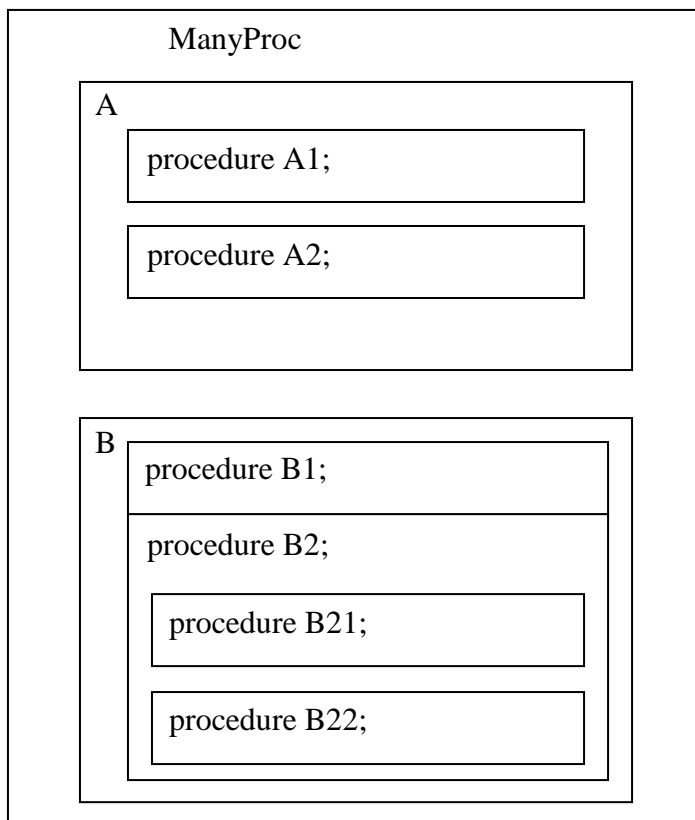 ManyProc
A
procedure A1;
procedure A2;
B
procedure B1;
procedure B2;
procedure B21;
procedure B22;